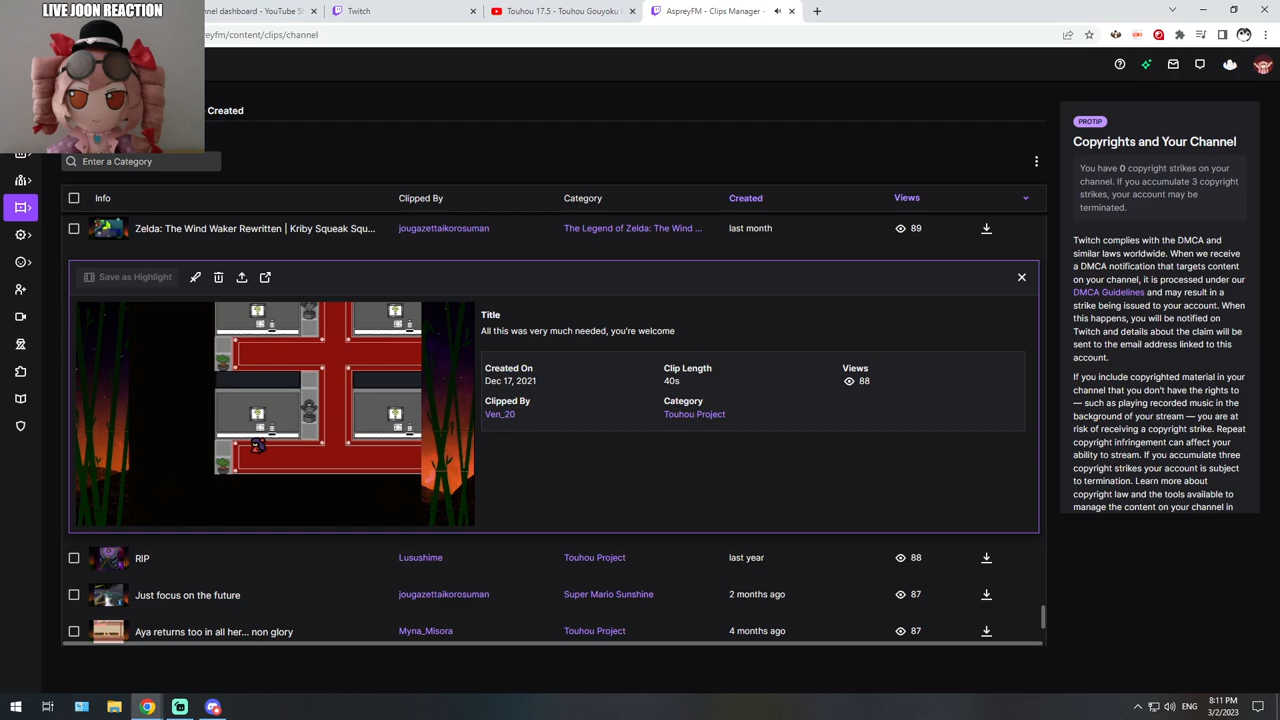 LIVE JOON REACTION
nnel dashboard - YouTube S
Twitch
Touhou 17.5 - Touhou Gouyoku I
AspreyFM - Clips Manager -
eyfm/content/clips/channel
Created
Enter a Category
Info
Clipped By
Category
Created
Views
Zelda: The Wind Waker Rewritten | Kriby Squeak Squ...
jougazettaikorosuman
The Legend of Zelda: The Wind ...
last month
89
Save as Highlight
Title
All this was very much needed, you're welcome
Created On
Clip Length
Views
Dec 17, 2021
40s
88
Clipped By
Category
Ven_20
Touhou Project
RIP
Lusushime
Touhou Project
last year
88
Just focus on the future
jougazettaikorosuman
Super Mario Sunshine
2 months ago
87
Aya returns too in all her... non glory
Myna_Misora
Touhou Project
4 months ago
87
PROTIP
Copyrights and Your Channel
You have 0 copyright strikes on
your channel. If you accumulate 3 copyright
strikes, your account may be
terminated.
Twitch complies with the DMCA and
similar laws worldwide. When we receive
a DMCA notification that targets content
on your channel, it is processed under our
DMCA Guidelines and may result in a
strike being issued to your account. When
this happens, you will be notified on
Twitch and details about the claim will be
sent to the email address linked to this
account.
If you include copyrighted material in your
channel that you don't have the rights to
— such as playing recorded music in the
background of your stream — you are at
risk of receiving a copyright strike. Repeat
copyright infringement can affect your
ability to stream. If you accumulate three
copyright strikes your account is subject
to termination. Learn more about
copyright law and the tools available to
manage the content on your channel in
ENG
8:11 PM
3/2/2023